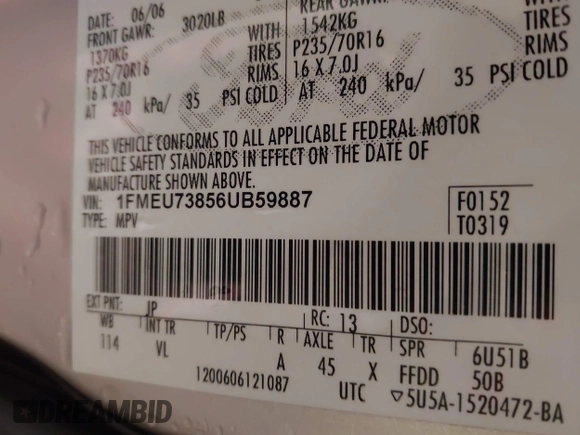 DATE: 06/06
FRONT GAWR: 3020LB
1370KG WITH
P235/70R16 TIRES
16 X 7.0J RIMS
AT 240 kPa/ 35 PSI COLD
REAR GAWR:
1542KG WITH
P235/70R16 TIRES
16 X 7.0J RIMS
AT 240 kPa/ 35 PSI COLD
THIS VEHICLE CONFORMS TO ALL APPLICABLE FEDERAL MOTOR
VEHICLE SAFETY STANDARDS IN EFFECT ON THE DATE OF
MANUFACTURE SHOWN ABOVE.
VIN: 1FMEU73856UB59887
TYPE: MPV
F0152
T0319
EXT PNT: JP RC: 13 DSO:
WB INT TR TP/PS R AXLE TR SPR 6U51B
114 VL A 45 X FFDD 50B
1200606121087 UTC ▽5U5A-1520472-BA
DREAMBID